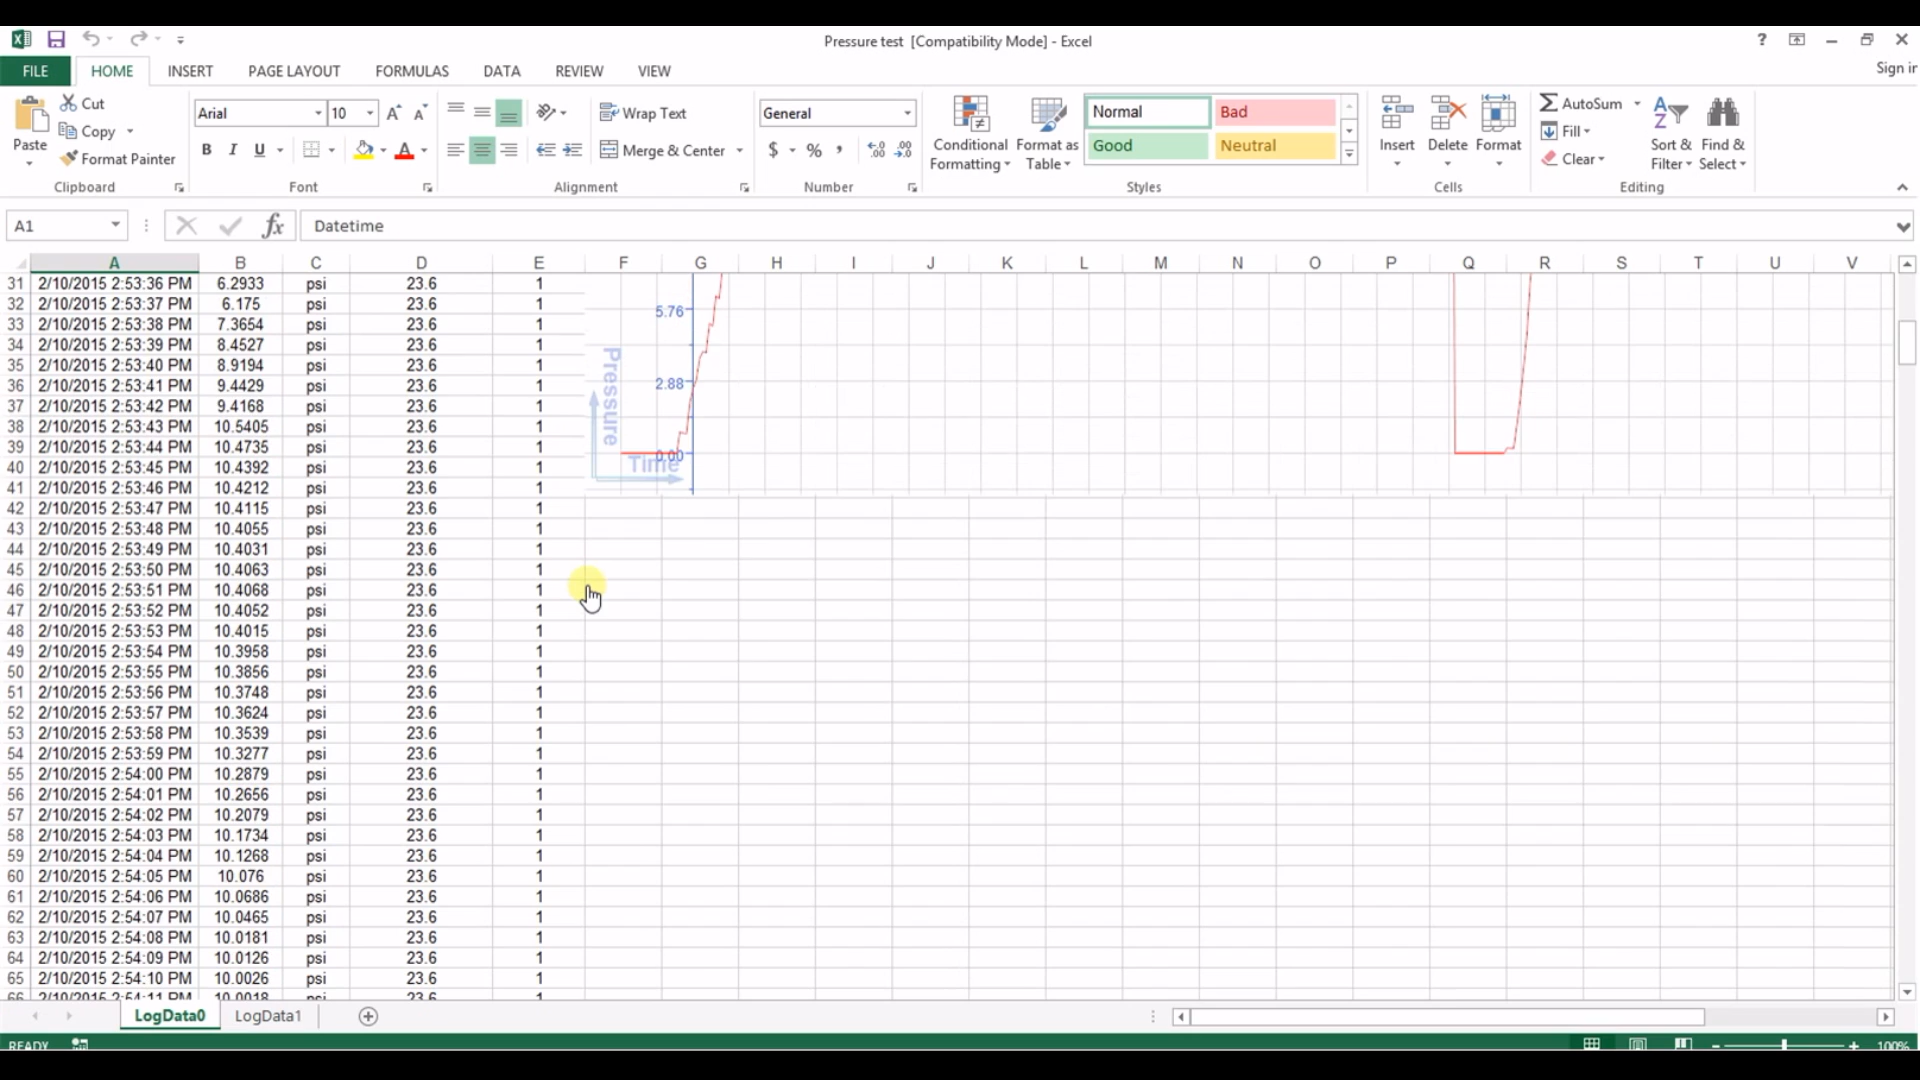 Pressure test [Compatibility Mode] - Excel
?
Sign in
FILE HOME INSERT PAGE LAYOUT FORMULAS DATA REVIEW VIEW
Paste
Cut
Copy
Format Painter
Clipboard
Arial 10
B I U
Font
Wrap Text
Merge & Center
Alignment
General
$ % ,
Number
Conditional Formatting
Format as Table
Normal Bad
Good Neutral
Styles
Insert Delete Format
Cells
AutoSum
Fill
Clear
Sort & Filter
Find & Select
Editing
A1 fx Datetime
A B C D E F G H I J K L M N O P Q R S T U V
31 2/10/2015 2:53:36 PM 6.2933 psi 23.6 1
32 2/10/2015 2:53:37 PM 6.175 psi 23.6 1
33 2/10/2015 2:53:38 PM 7.3654 psi 23.6 1
34 2/10/2015 2:53:39 PM 8.4527 psi 23.6 1
35 2/10/2015 2:53:40 PM 8.9194 psi 23.6 1
36 2/10/2015 2:53:41 PM 9.4429 psi 23.6 1
37 2/10/2015 2:53:42 PM 9.4168 psi 23.6 1
38 2/10/2015 2:53:43 PM 10.5405 psi 23.6 1
39 2/10/2015 2:53:44 PM 10.4735 psi 23.6 1
40 2/10/2015 2:53:45 PM 10.4392 psi 23.6 1
41 2/10/2015 2:53:46 PM 10.4212 psi 23.6 1
42 2/10/2015 2:53:47 PM 10.4115 psi 23.6 1
43 2/10/2015 2:53:48 PM 10.4055 psi 23.6 1
44 2/10/2015 2:53:49 PM 10.4031 psi 23.6 1
45 2/10/2015 2:53:50 PM 10.4063 psi 23.6 1
46 2/10/2015 2:53:51 PM 10.4068 psi 23.6 1
47 2/10/2015 2:53:52 PM 10.4052 psi 23.6 1
48 2/10/2015 2:53:53 PM 10.4015 psi 23.6 1
49 2/10/2015 2:53:54 PM 10.3958 psi 23.6 1
50 2/10/2015 2:53:55 PM 10.3856 psi 23.6 1
51 2/10/2015 2:53:56 PM 10.3748 psi 23.6 1
52 2/10/2015 2:53:57 PM 10.3624 psi 23.6 1
53 2/10/2015 2:53:58 PM 10.3539 psi 23.6 1
54 2/10/2015 2:53:59 PM 10.3277 psi 23.6 1
55 2/10/2015 2:54:00 PM 10.2879 psi 23.6 1
56 2/10/2015 2:54:01 PM 10.2656 psi 23.6 1
57 2/10/2015 2:54:02 PM 10.2079 psi 23.6 1
58 2/10/2015 2:54:03 PM 10.1734 psi 23.6 1
59 2/10/2015 2:54:04 PM 10.1268 psi 23.6 1
60 2/10/2015 2:54:05 PM 10.076 psi 23.6 1
61 2/10/2015 2:54:06 PM 10.0686 psi 23.6 1
62 2/10/2015 2:54:07 PM 10.0465 psi 23.6 1
63 2/10/2015 2:54:08 PM 10.0181 psi 23.6 1
64 2/10/2015 2:54:09 PM 10.0126 psi 23.6 1
65 2/10/2015 2:54:10 PM 10.0026 psi 23.6 1
66 2/10/2015 2:54:11 PM 10.0018 psi 23.6 1
5.76
2.88
0.00
Pressure
Time
LogData0 LogData1
READY
100%